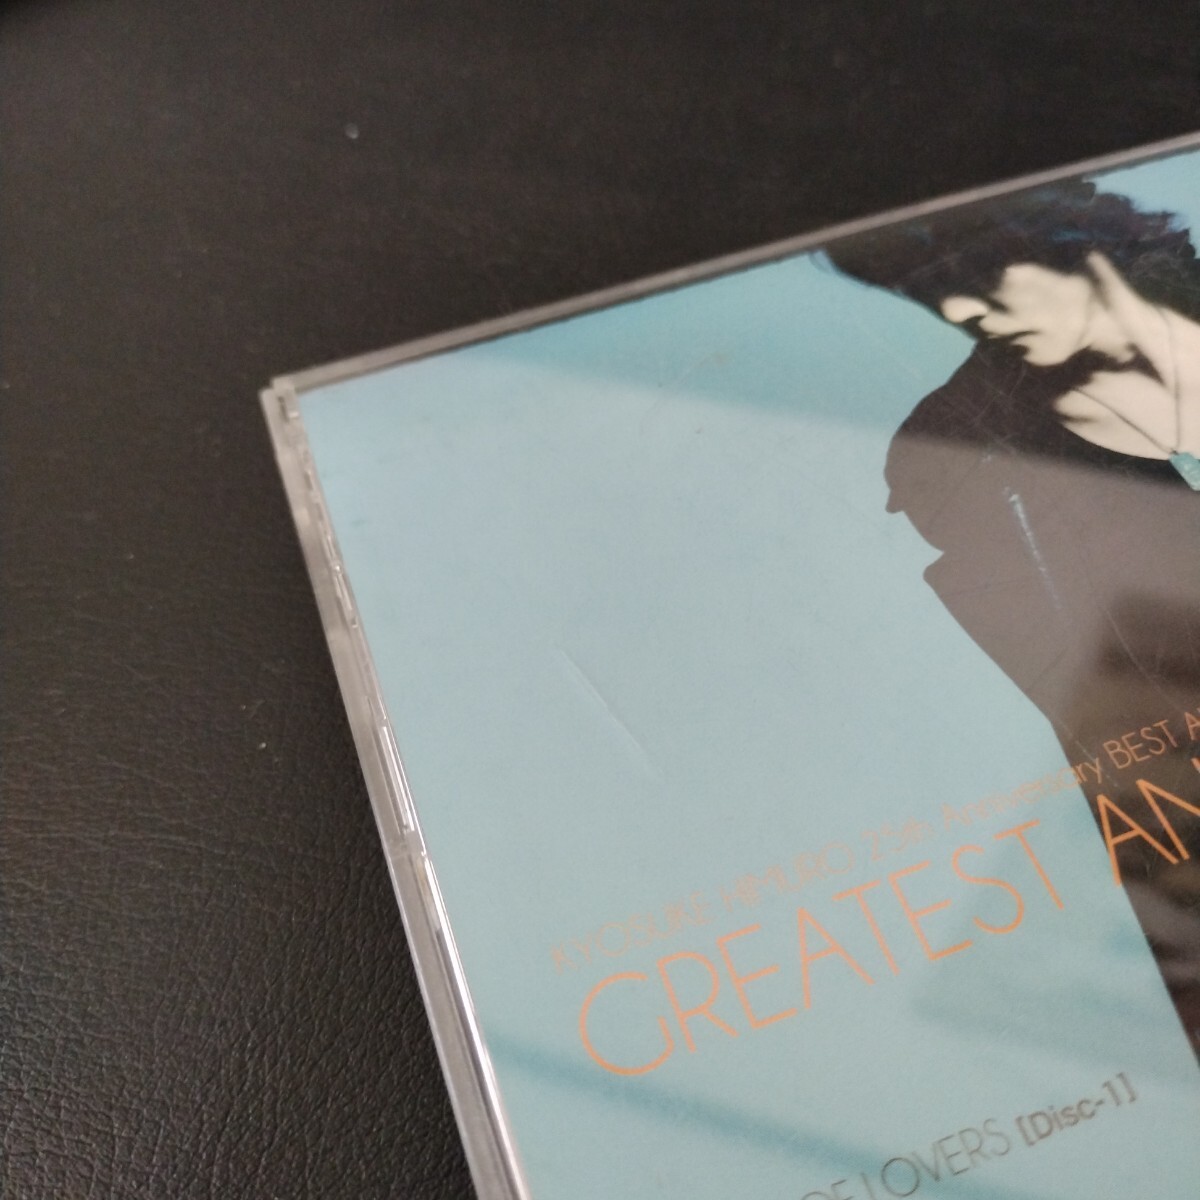 KYOSUKE HIMURO 25th Anniversary BEST A
GREATEST AN
OF LOVERS [Disc-1]